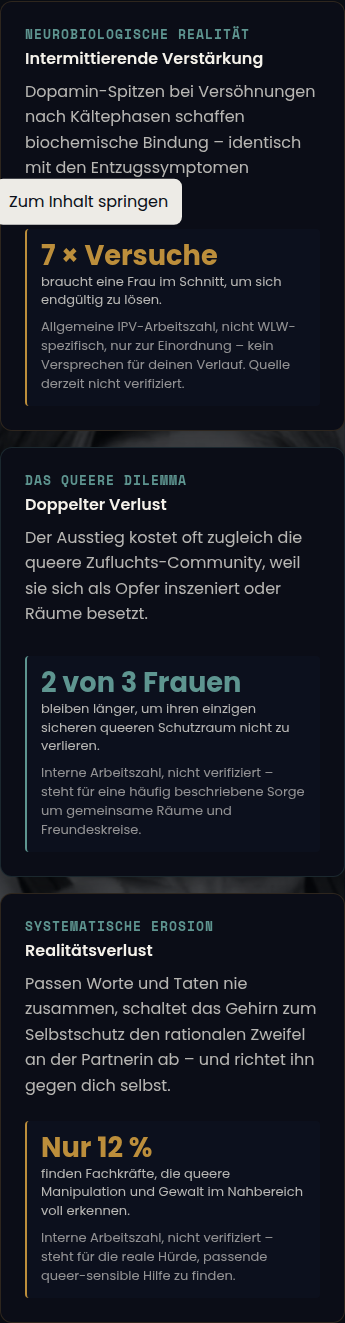 NEUROBIOLOGISCHE REALITÄT
Intermittierende Verstärkung
Dopamin-Spitzen bei Versöhnungen
nach Kältephasen schaffen
biochemische Bindung – identisch
mit den Entzugssymptomen
Zum Inhalt springen
7 × Versuche
braucht eine Frau im Schnitt, um sich
endgültig zu lösen.
Allgemeine IPV-Arbeitszahl, nicht WLW-
spezifisch, nur zur Einordnung – kein
Versprechen für deinen Verlauf. Quelle
derzeit nicht verifiziert.
DAS QUEERE DILEMMA
Doppelter Verlust
Der Ausstieg kostet oft zugleich die
queere Zufluchts-Community, weil
sie sich als Opfer inszeniert oder
Räume besetzt.
2 von 3 Frauen
bleiben länger, um ihren einzigen
sicheren queeren Schutzraum nicht zu
verlieren.
Interne Arbeitszahl, nicht verifiziert –
steht für eine häufig beschriebene Sorge
um gemeinsame Räume und
Freundeskreise.
SYSTEMATISCHE EROSION
Realitätsverlust
Passen Worte und Taten nie
zusammen, schaltet das Gehirn zum
Selbstschutz den rationalen Zweifel
an der Partnerin ab – und richtet ihn
gegen dich selbst.
Nur 12 %
finden Fachkräfte, die queere
Manipulation und Gewalt im Nahbereich
voll erkennen.
Interne Arbeitszahl, nicht verifiziert –
steht für die reale Hürde, passende
queer-sensible Hilfe zu finden.